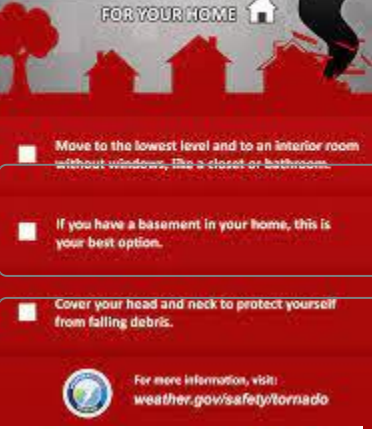 FOR YOUR HOME
Move to the lowest level and to an interior room
without windows, like a closet or bathroom.
If you have a basement in your home, this is
your best option.
Cover your head and neck to protect yourself
from falling debris.
For more information, visit:
weather.gov/safety/tornado